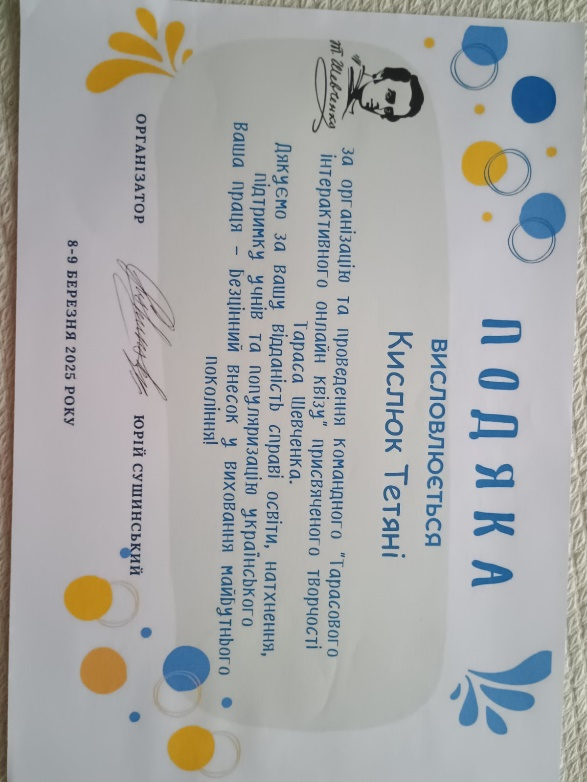 ПОДЯКА
ВИСЛОВЛЮЄТЬСЯ
Кислюк Тетяні
Т. Шевченко
За організацію та проведення командного "Тарасового
інтерактивного онлайн квізу" присвяченого творчості
Тараса Шевченка.
Дякуємо за вашу відданість справі освіти, натхнення,
підтримку учнів та популяризацію українського
Ваша праця – безцінний внесок у виховання майбутнього
покоління!
ОРГАНІЗАТОР
ЮРІЙ СУШИНСЬКИЙ
8-9 БЕРЕЗНЯ 2025 РОКУ